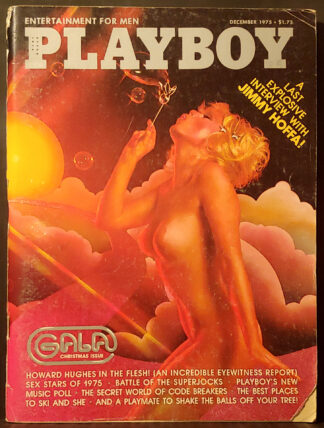 ENTERTAINMENT FOR MEN
DECEMBER 1975 • $1.75
PLAYBOY
A
LAST
EXPLOSIVE
INTERVIEW WITH
JIMMY HOFFA!
GALA
CHRISTMAS ISSUE
HOWARD HUGHES IN THE FLESH! (AN INCREDIBLE EYEWITNESS REPORT)
SEX STARS OF 1975 · BATTLE OF THE SUPERJOCKS · PLAYBOY'S NEW
MUSIC POLL · THE SECRET WORLD OF CODE BREAKERS · THE BEST PLACES
TO SKI AND $HE · AND A PLAYMATE TO SHAKE THE BALLS OFF YOUR TREE!